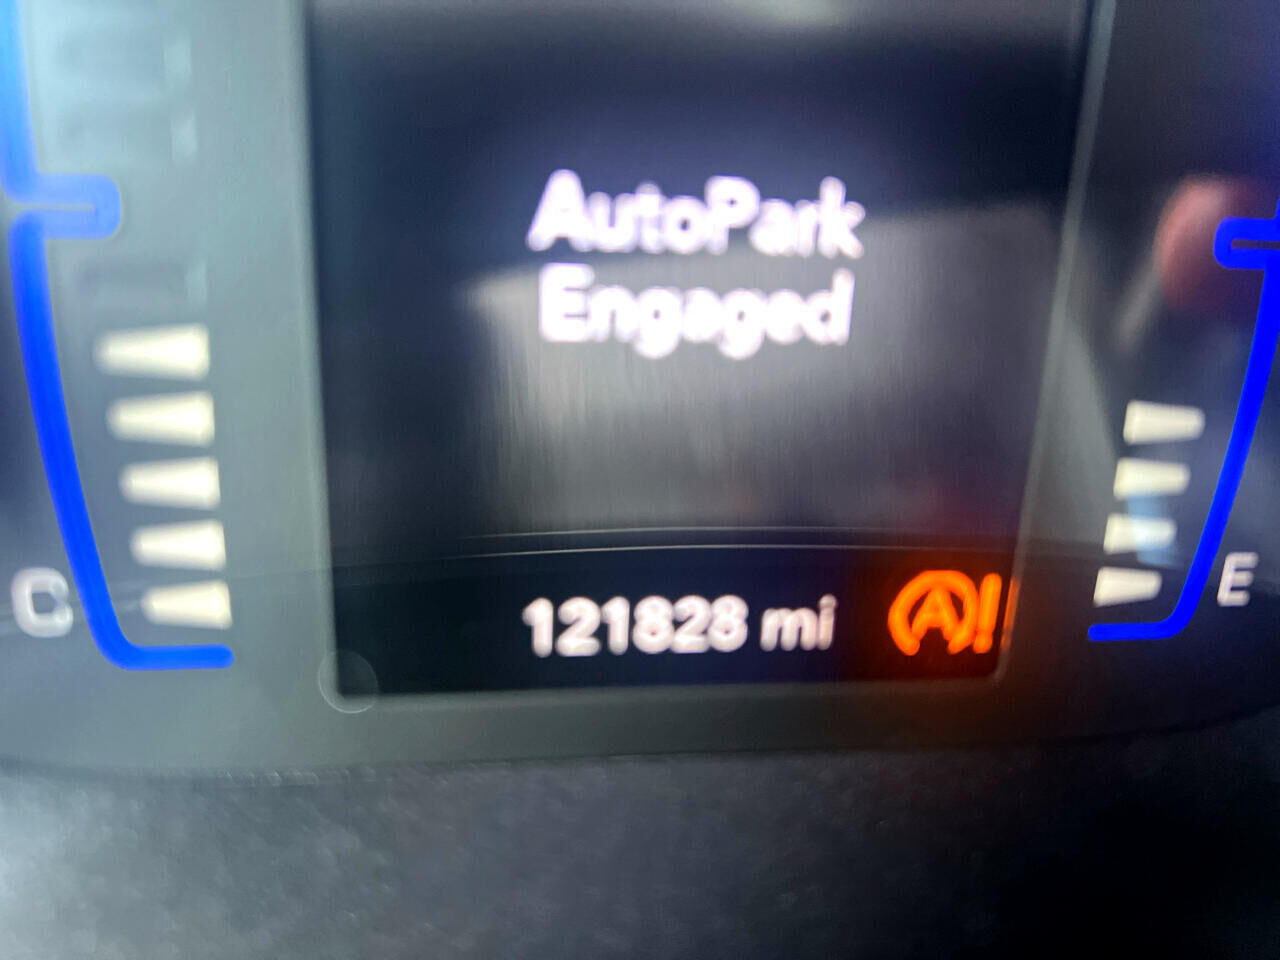 AutoPark
Engaged
C
121828 mi
A!
E